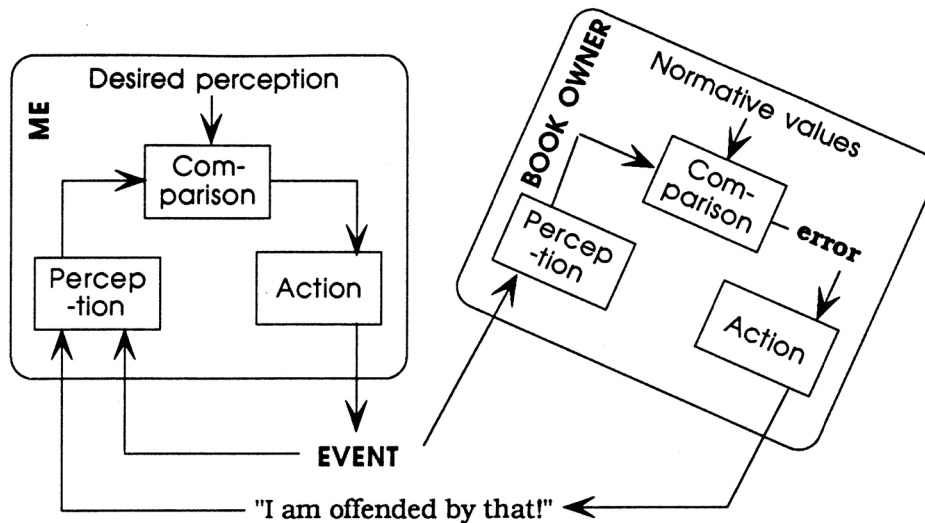 ME
Desired perception
Com-
parison
Percep
-tion
Action
BOOK OWNER
Normative values
Com-
parison
error
Percep
-tion
Action
EVENT
"I am offended by that!"